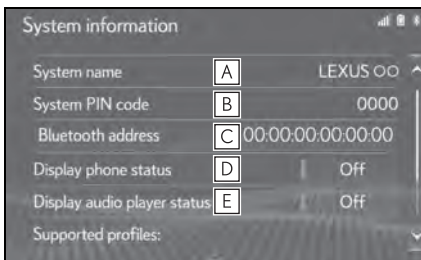 System information
System name A LEXUS OO
System PIN code B 0000
Bluetooth address C 00:00:00:00:00:00
Display phone status D Off
Display audio player status E Off
Supported profiles: